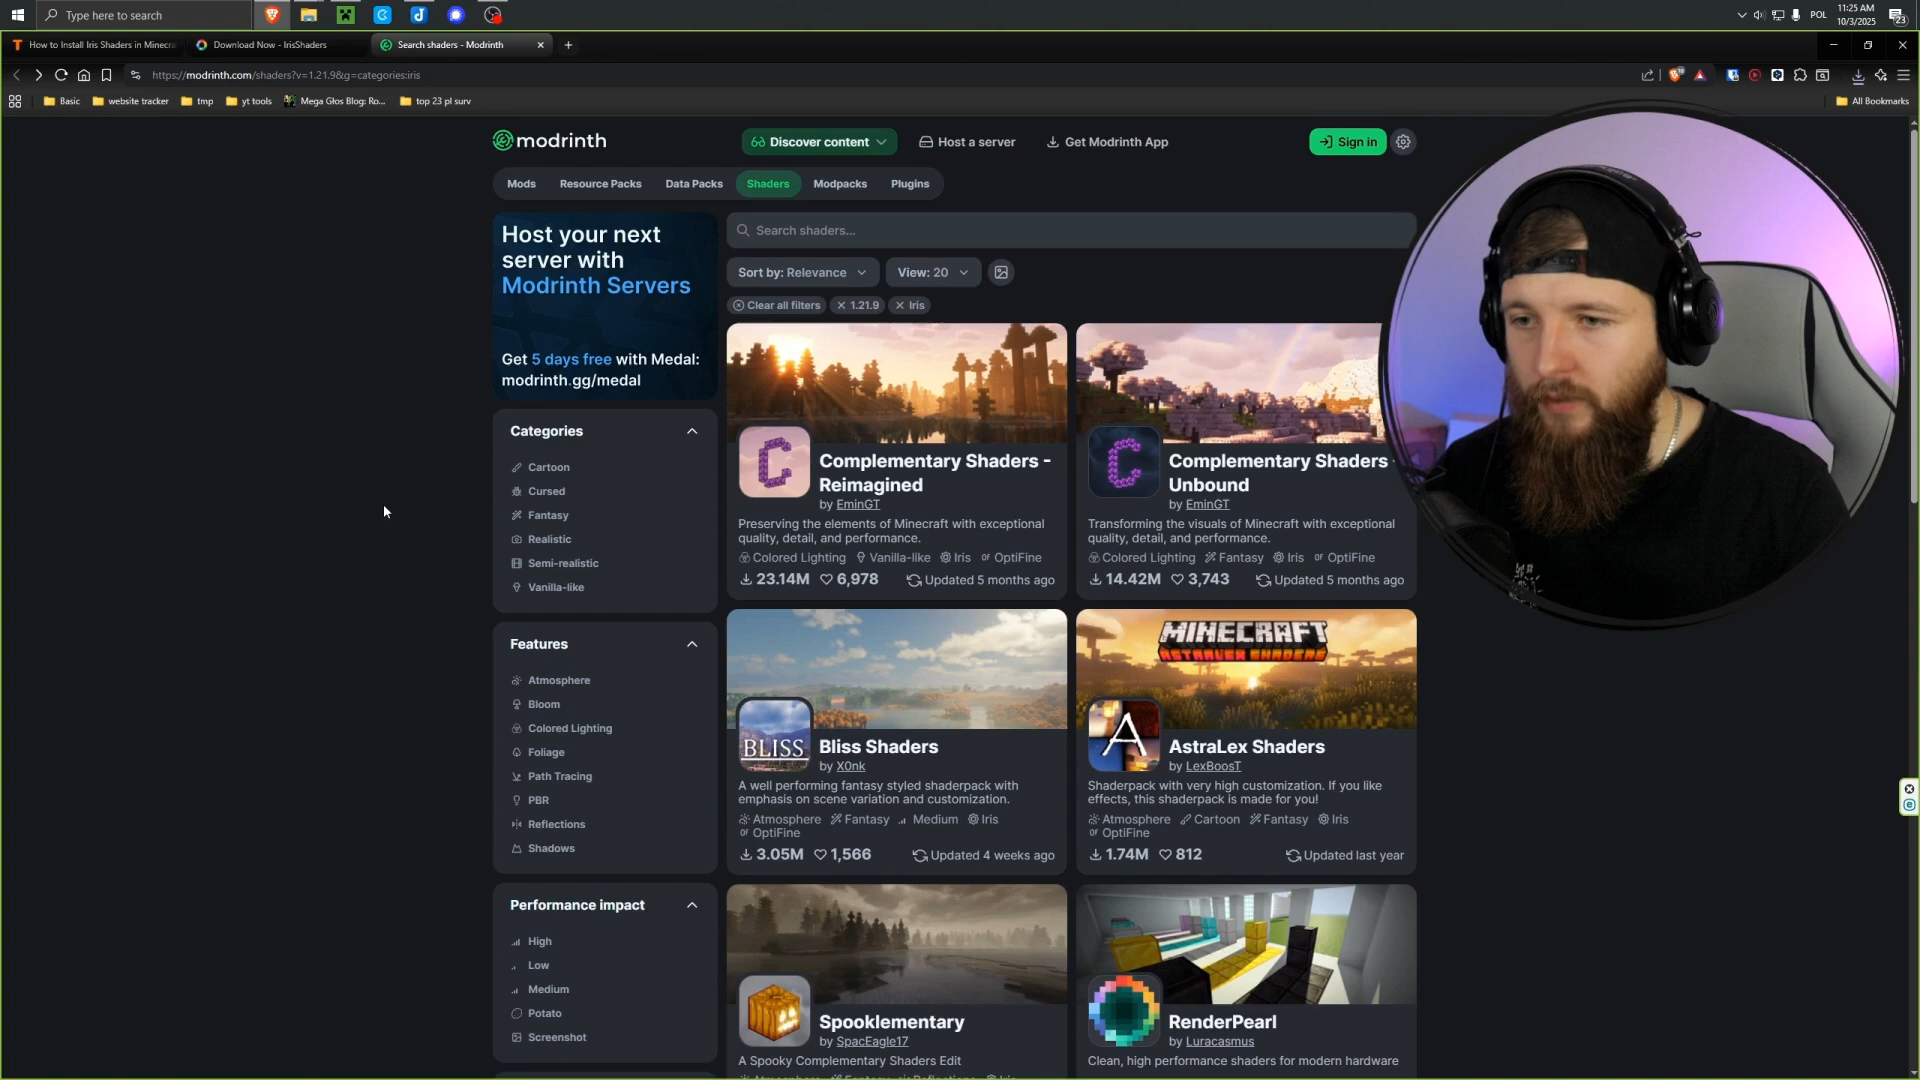 Type here to search
POL
11:25 AM
10/3/2025
23
How to Install Iris Shaders in Minecr
Download Now - IrisShaders
Search shaders - Modrinth
https://modrinth.com/shaders?v=1.21.9&g=categories:iris
Basic
website tracker
tmp
yt tools
Mega Głos Blog: Ro...
top 23 pl surv
All Bookmarks
modrinth
Discover content
Host a server
Get Modrinth App
Sign in
Mods
Resource Packs
Data Packs
Shaders
Modpacks
Plugins
Host your next
server with
Modrinth Servers
Get 5 days free with Medal:
modrinth.gg/medal
Search shaders...
Sort by: Relevance
View: 20
Clear all filters
1.21.9
Iris
Categories
Cartoon
Cursed
Fantasy
Realistic
Semi-realistic
Vanilla-like
Features
Atmosphere
Bloom
Colored Lighting
Foliage
Path Tracing
PBR
Reflections
Shadows
Performance impact
High
Low
Medium
Potato
Screenshot
Complementary Shaders -
Reimagined
by EminGT
Preserving the elements of Minecraft with exceptional
quality, detail, and performance.
Colored Lighting Vanilla-like Iris OF OptiFine
23.14M 6,978 Updated 5 months ago
Complementary Shaders -
Unbound
by EminGT
Transforming the visuals of Minecraft with exceptional
quality, detail, and performance.
Colored Lighting Fantasy Iris OF OptiFine
14.42M 3,743 Updated 5 months ago
BLISS
Bliss Shaders
by X0nk
A well performing fantasy styled shaderpack with
emphasis on scene variation and customization.
Atmosphere Fantasy Medium Iris
OF OptiFine
3.05M 1,566 Updated 4 weeks ago
MINECRAFT
ASTRALEX SHADERS
A
AstraLex Shaders
by LexBoosT
Shaderpack with very high customization. If you like
effects, this shaderpack is made for you!
Atmosphere Cartoon Fantasy Iris
OF OptiFine
1.74M 812 Updated last year
Spooklementary
by SpacEagle17
A Spooky Complementary Shaders Edit
RenderPearl
by Luracasmus
Clean, high performance shaders for modern hardware